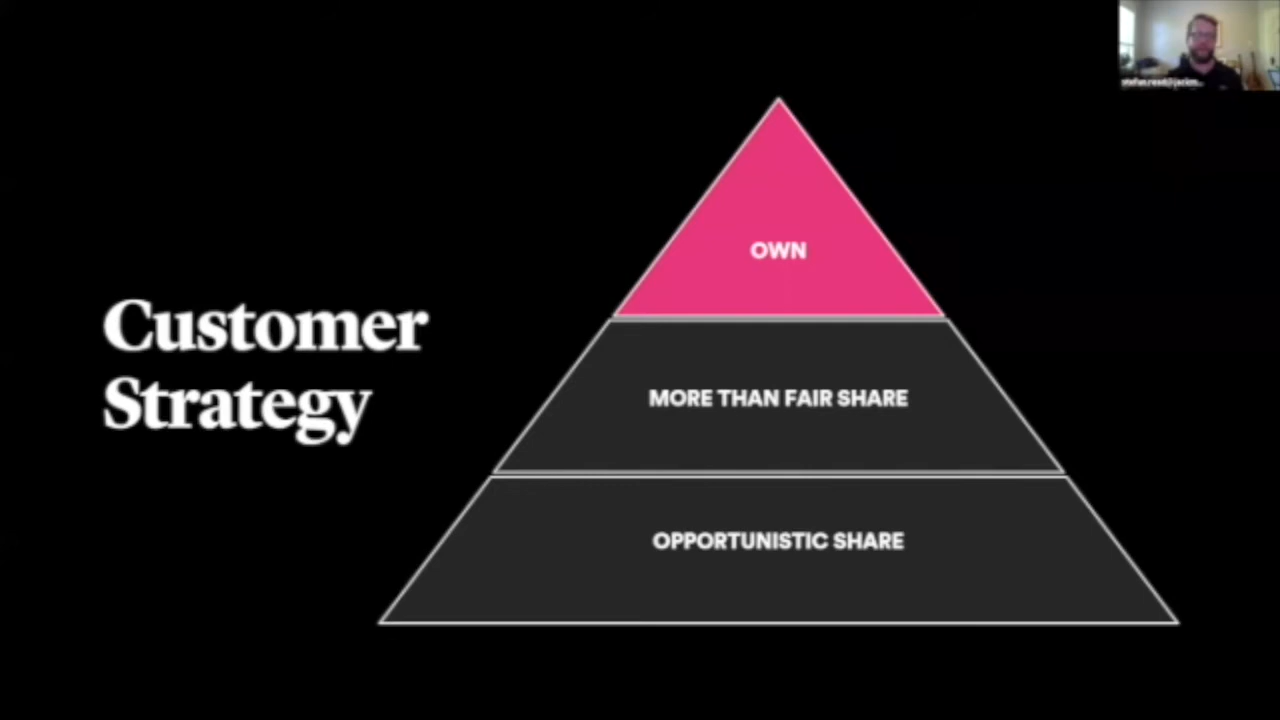 Customer
Strategy
OWN
MORE THAN FAIR SHARE
OPPORTUNISTIC SHARE